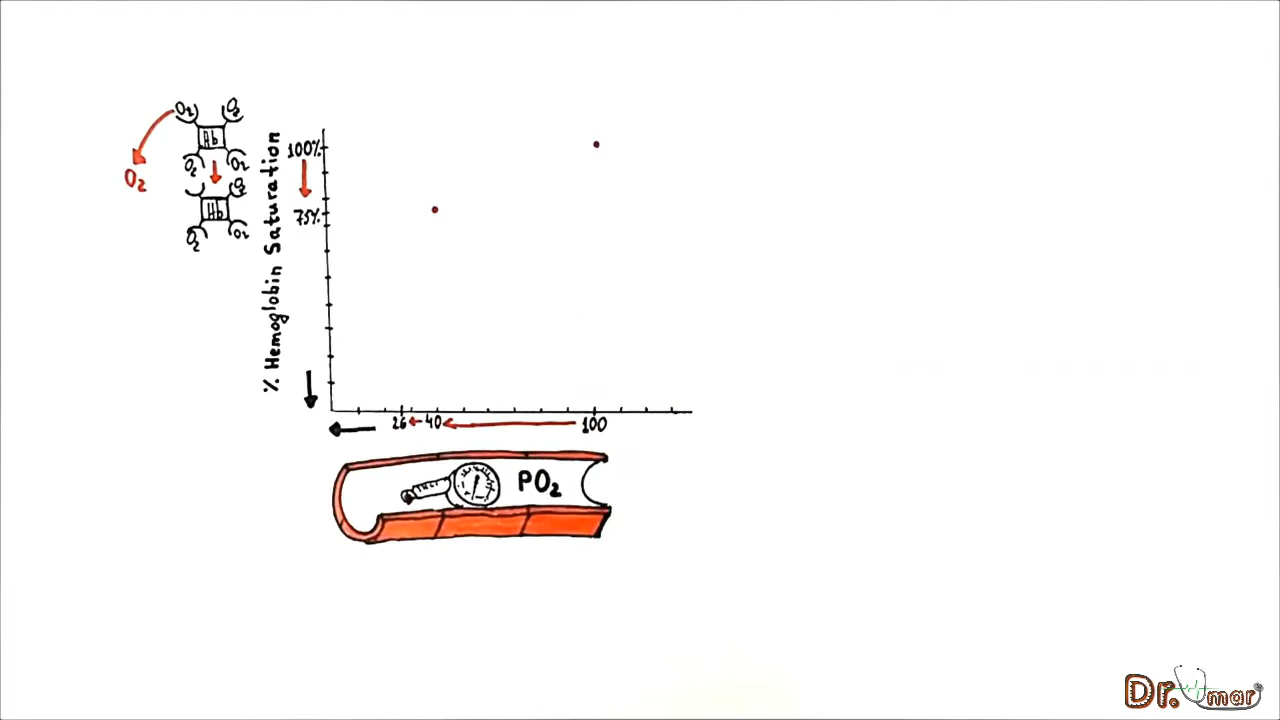 O₂ O₂
Hb
O₂ O₂
O₂
O₂
Hb
O₂ O₂
% Hemoglobin Saturation
100%
75%
26 40 100
PO₂
Dr. Umar